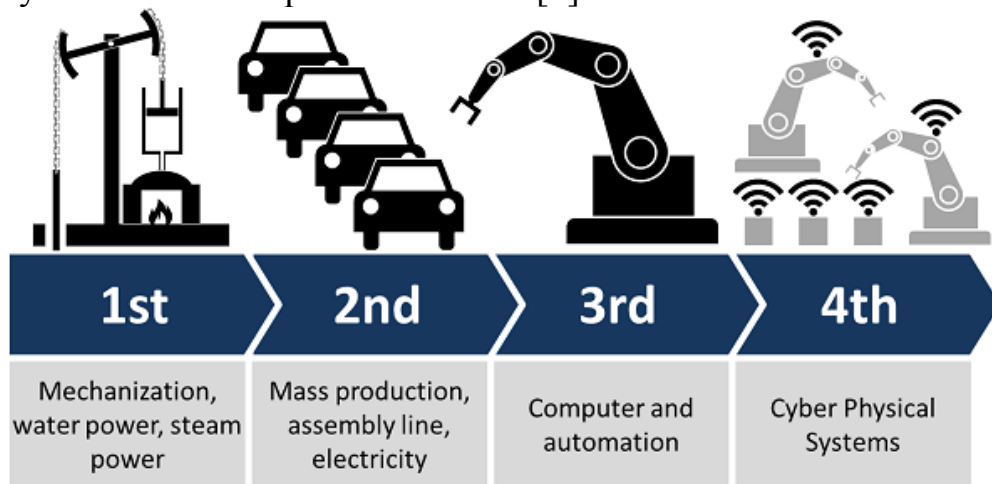 1st
2nd
3rd
4th
Mechanization,
water power, steam
power
Mass production,
assembly line,
electricity
Computer and
automation
Cyber Physical
Systems